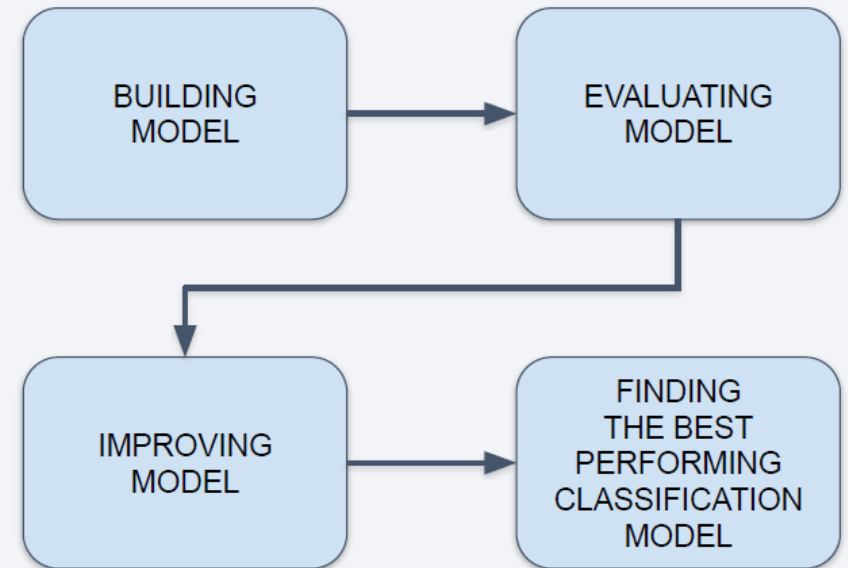 BUILDING
MODEL
EVALUATING
MODEL
IMPROVING
MODEL
FINDING
THE BEST
PERFORMING
CLASSIFICATION
MODEL